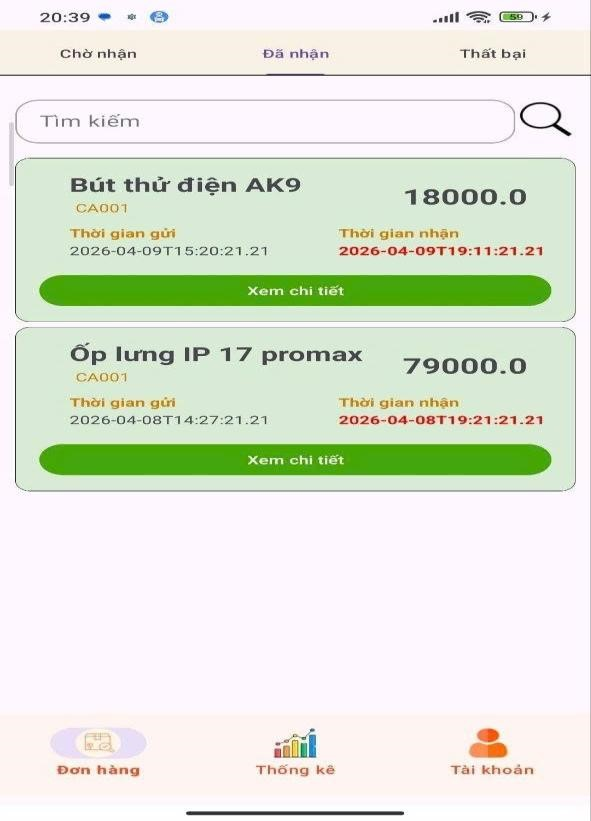 20:39
59
Chờ nhận Đã nhận Thất bại
Tìm kiếm
Bút thử điện AK9 18000.0
CA001
Thời gian gửi Thời gian nhận
2026-04-09T15:20:21.21 2026-04-09T19:11:21.21
Xem chi tiết
Ốp lưng IP 17 promax 79000.0
CA001
Thời gian gửi Thời gian nhận
2026-04-08T14:27:21.21 2026-04-08T19:21:21.21
Xem chi tiết
Đơn hàng Thống kê Tài khoản